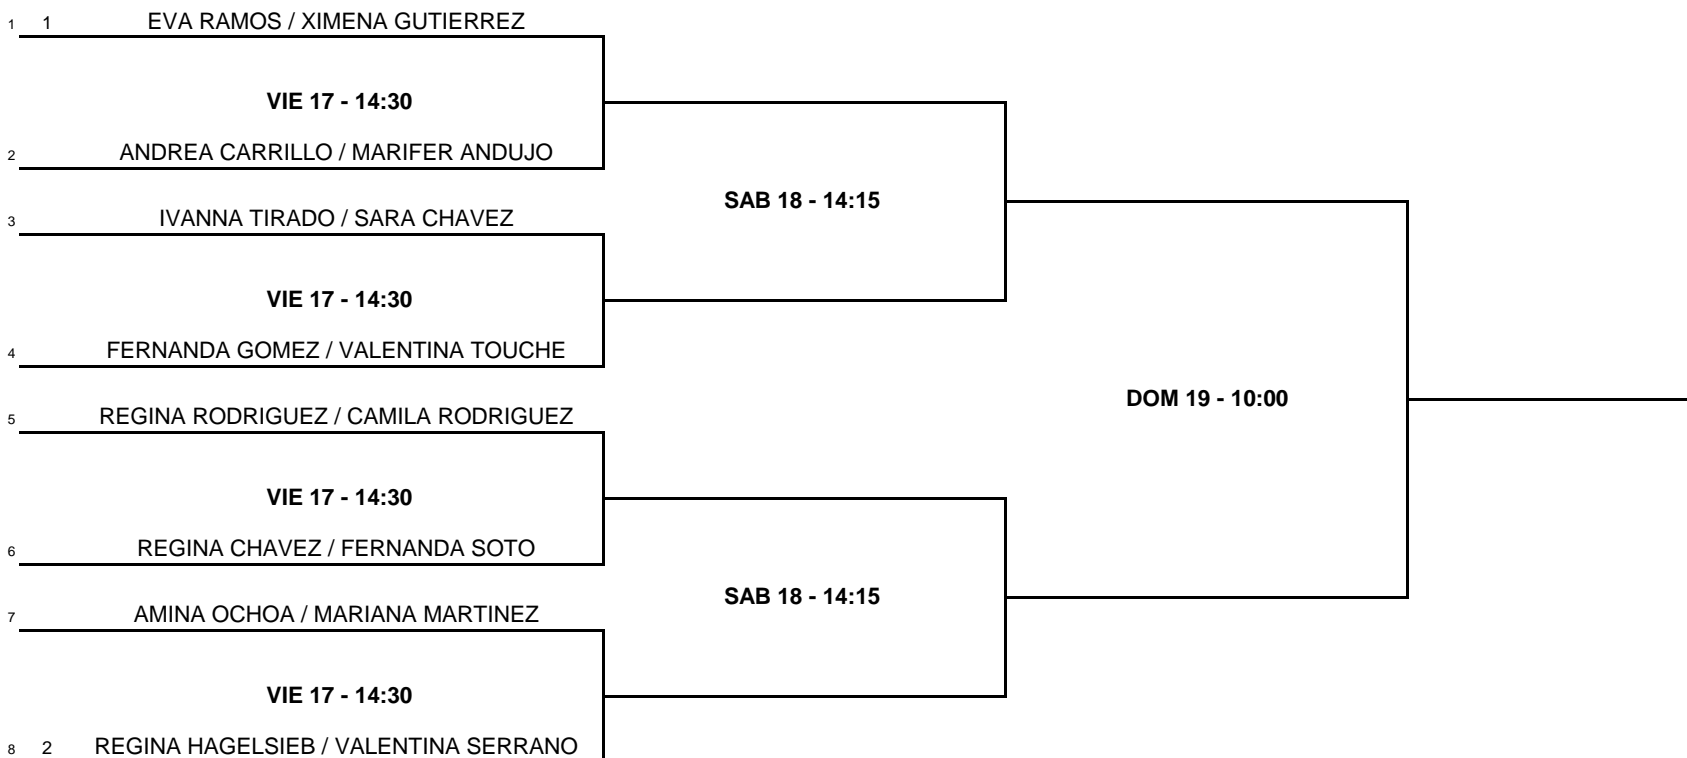 1 1 EVA RAMOS / XIMENA GUTIERREZ
VIE 17 - 14:30
2 ANDREA CARRILLO / MARIFER ANDUJO
SAB 18 - 14:15
3 IVANNA TIRADO / SARA CHAVEZ
VIE 17 - 14:30
4 FERNANDA GOMEZ / VALENTINA TOUCHE
DOM 19 - 10:00
5 REGINA RODRIGUEZ / CAMILA RODRIGUEZ
VIE 17 - 14:30
6 REGINA CHAVEZ / FERNANDA SOTO
SAB 18 - 14:15
7 AMINA OCHOA / MARIANA MARTINEZ
VIE 17 - 14:30
8 2 REGINA HAGELSIEB / VALENTINA SERRANO